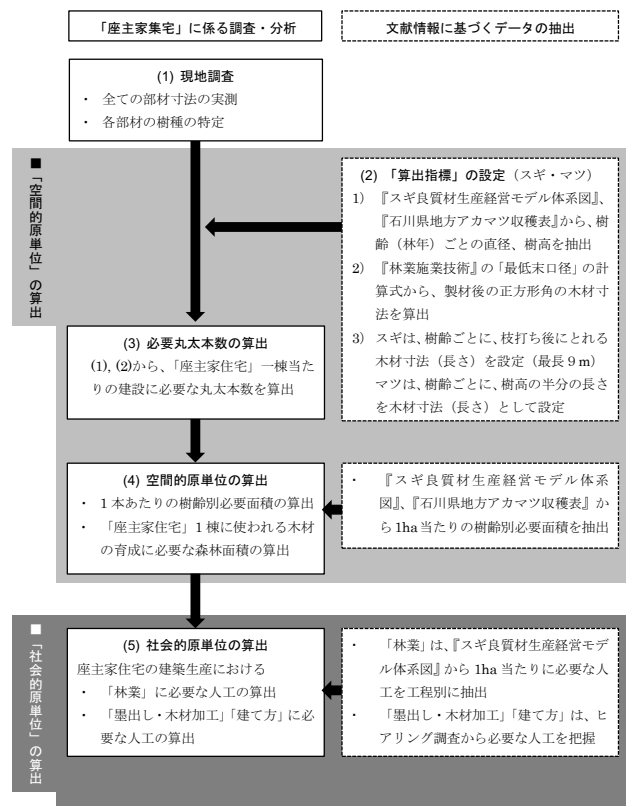 「座主家集宅」に係る調査・分析
文献情報に基づくデータの抽出
(1) 現地調査
・ 全ての部材寸法の実測
・ 各部材の樹種の特定
■「空間的原単位」の算出
(2) 「算出指標」の設定(スギ・マツ)
1) 『スギ良質材生産経営モデル体系図』、
『石川県地方アカマツ収穫表』から、樹
齢(林年)ごとの直径、樹高を抽出
2) 『林業施業技術』の「最低末口径」の計
算式から、製材後の正方形角の木材寸
法を算出
3) スギは、樹齢ごとに、枝打ち後にとれる
木材寸法(長さ)を設定(最長9m)
マツは、樹齢ごとに、樹高の半分の長さ
を木材寸法(長さ)として設定
(3) 必要丸太本数の算出
(1), (2)から、「座主家住宅」一棟当た
りの建設に必要な丸太本数を算出
(4) 空間的原単位の算出
・ 1本あたりの樹齢別必要面積の算出
・ 「座主家住宅」1棟に使われる木材
の育成に必要な森林面積の算出
・ 『スギ良質材生産経営モデル体系
図』、『石川県地方アカマツ収穫表』か
ら1ha当たりの樹齢別必要面積を抽出
■「社会的原単位」の算出
(5) 社会的原単位の算出
座主家住宅の建築生産における
・ 「林業」に必要な人工の算出
・ 「墨出し・木材加工」「建て方」に必
要な人工の算出
・ 「林業」は、『スギ良質材生産経営モデ
ル体系図』から1ha当たりに必要な人
工を工程別に抽出
・ 「墨出し・木材加工」「建て方」は、ヒ
アリング調査から必要な人工を把握